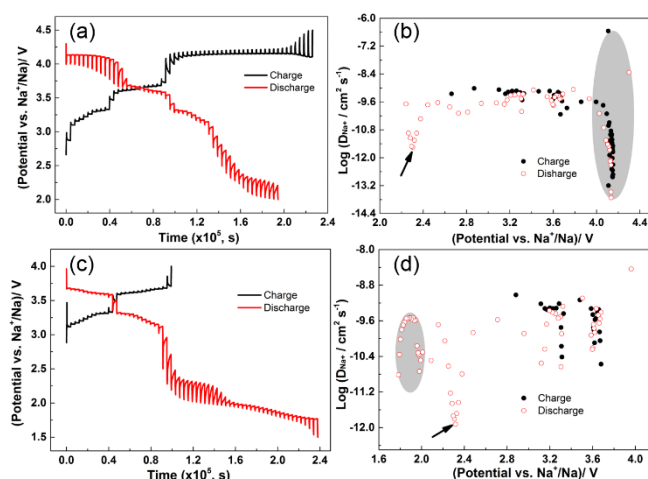 (a)
(Potential vs. Na⁺/Na)/ V
4.5
4.0
3.5
3.0
2.5
2.0
Charge
Discharge
0.0 0.4 0.8 1.2 1.6 2.0 2.4
Time (x10⁵, s)
(b)
Log (D_Na+ / cm² s⁻¹)
-6.0
-7.8
-9.4
-10.8
-12.0
-13.2
-14.4
Charge
Disharge
2.0 2.4 2.8 3.2 3.6 4.0 4.4
(Potential vs. Na⁺/Na)/ V
(c)
(Potential vs. Na⁺/Na)/ V
4.0
3.5
3.0
2.5
2.0
1.5
Charge
Discharge
0.0 0.4 0.8 1.2 1.6 2.0 2.4
Time (x10⁵, s)
(d)
Log (D_Na+ / cm² s⁻¹)
-8.0
-8.8
-9.6
-10.4
-11.2
-12.0
Charge
Discharge
1.6 2.0 2.4 2.8 3.2 3.6 4.0
(Potential vs. Na⁺/Na)/ V